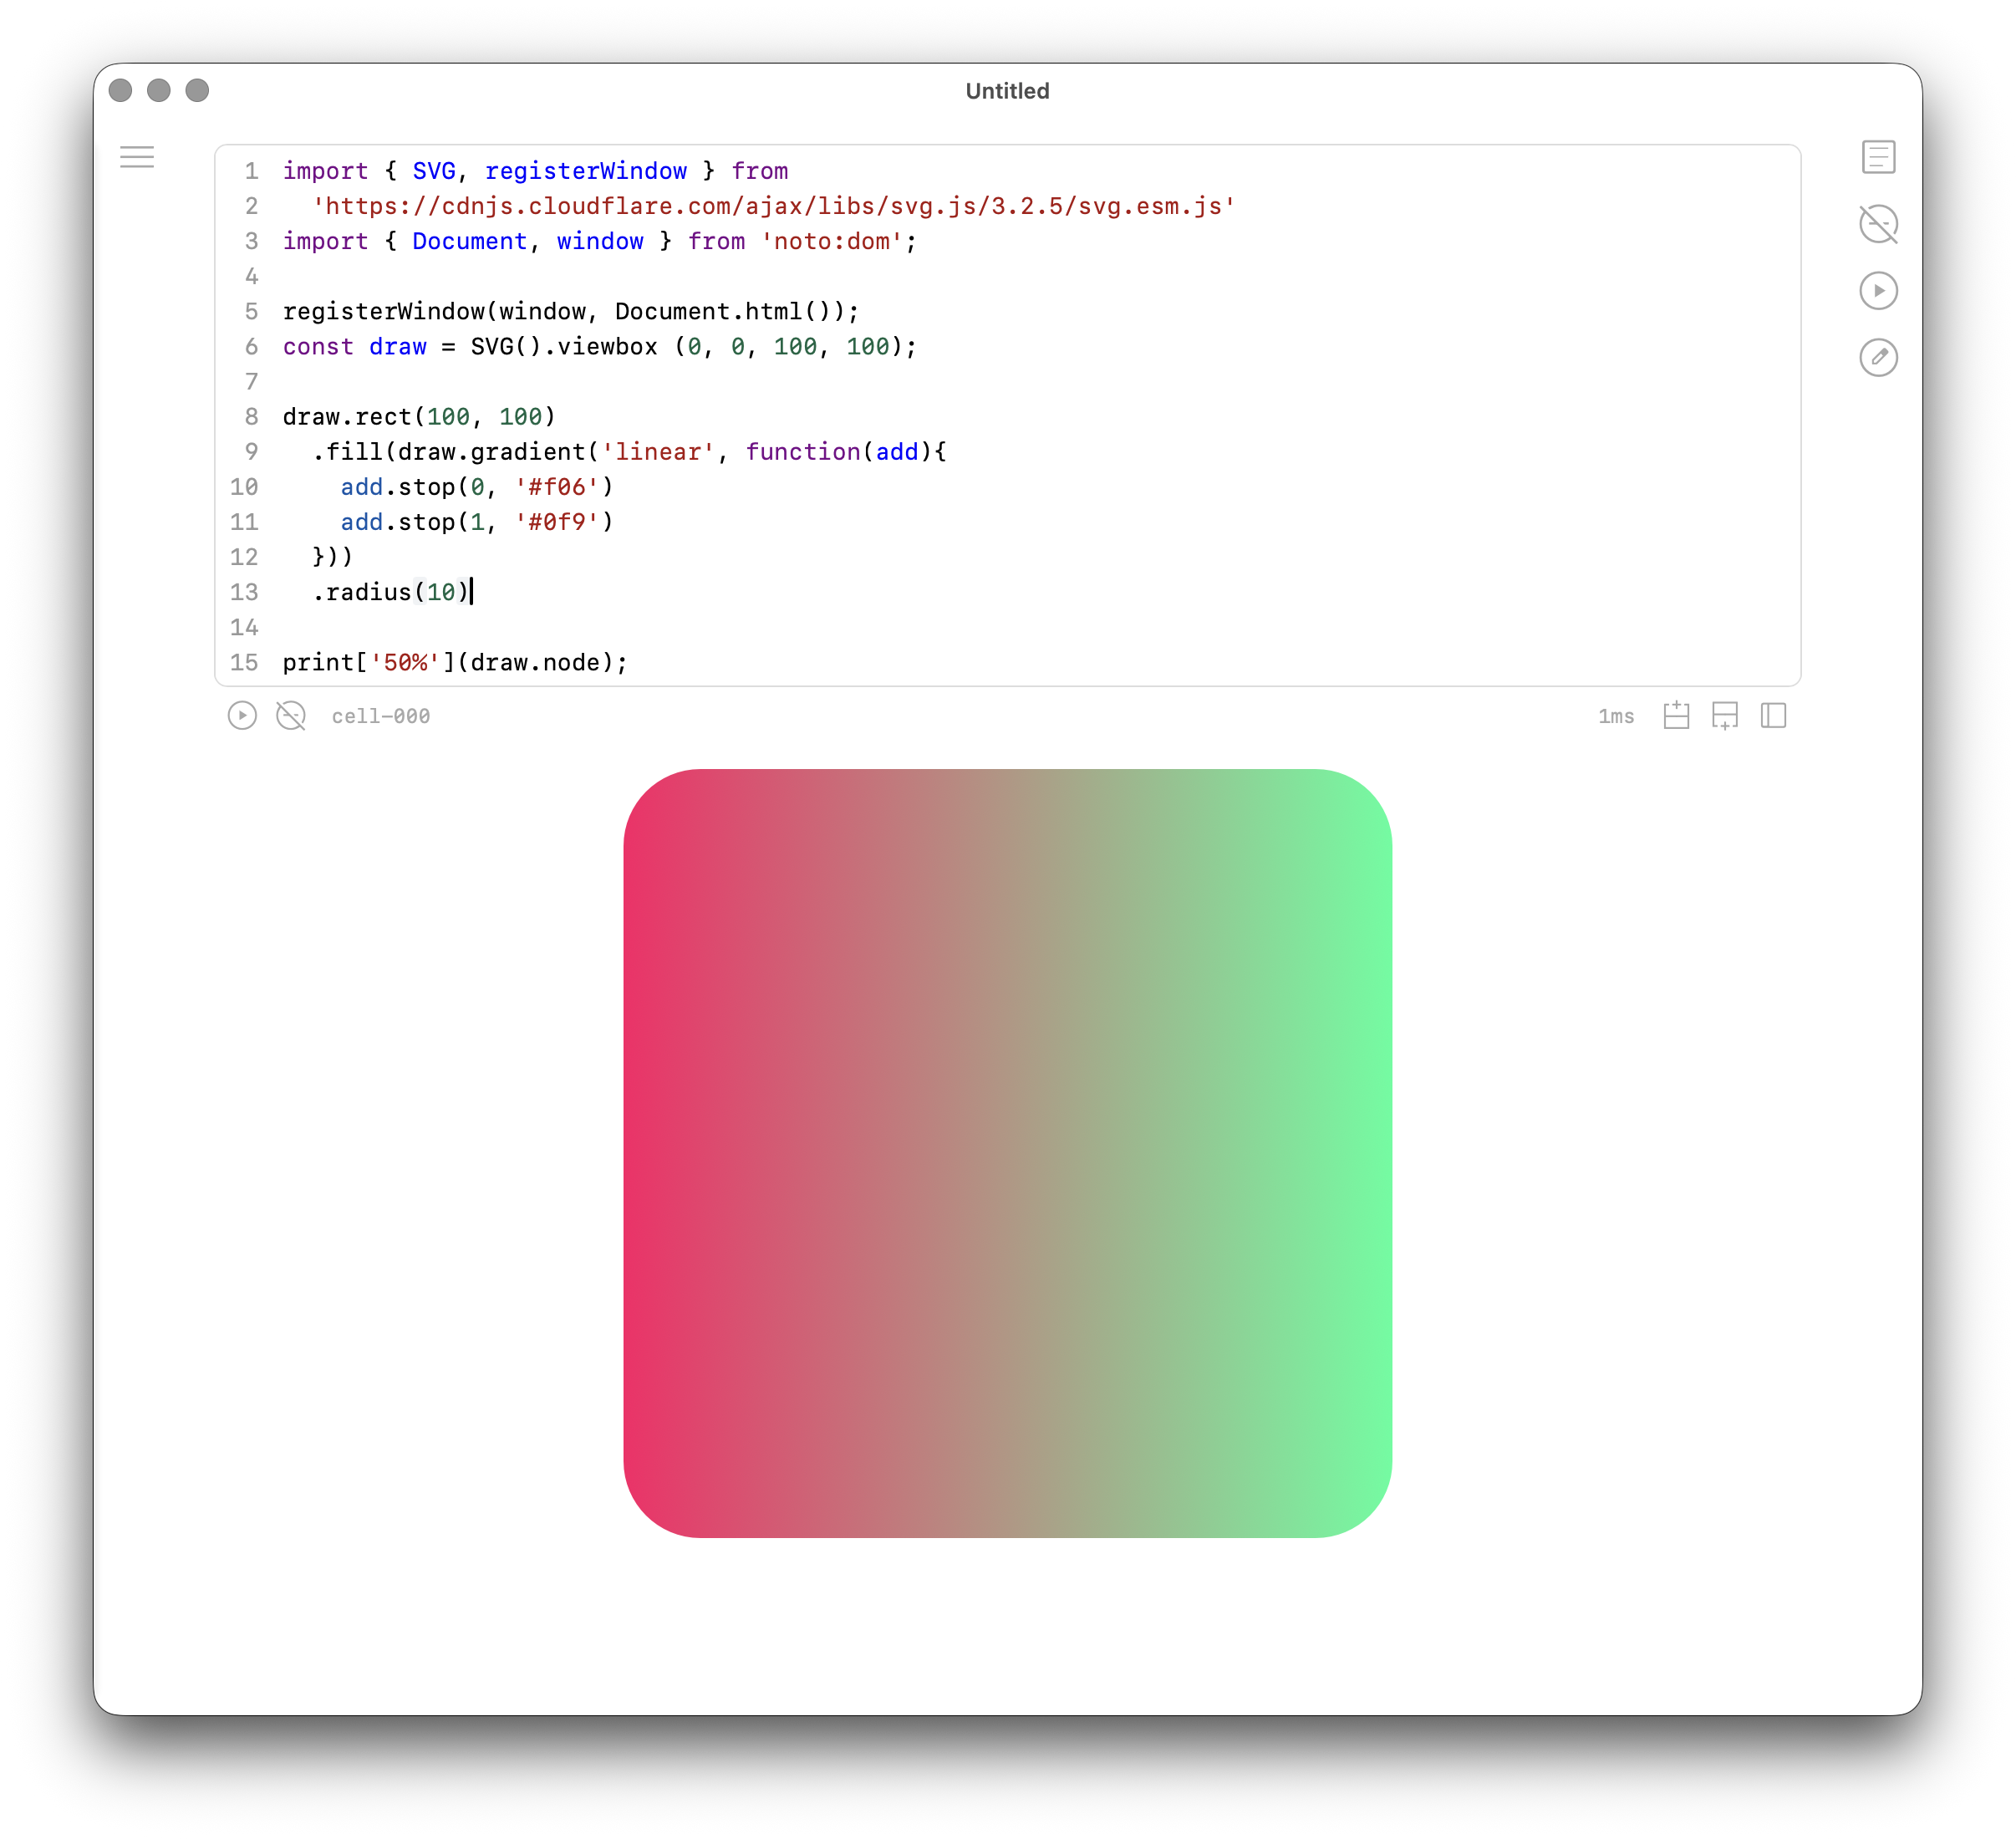 Untitled
1 import { SVG, registerWindow } from
2   'https://cdnjs.cloudflare.com/ajax/libs/svg.js/3.2.5/svg.esm.js'
3 import { Document, window } from 'noto:dom';
4
5 registerWindow(window, Document.html());
6 const draw = SVG().viewbox (0, 0, 100, 100);
7
8 draw.rect(100, 100)
9   .fill(draw.gradient('linear', function(add){
10     add.stop(0, '#f06')
11     add.stop(1, '#0f9')
12   }))
13   .radius(10)
14
15 print['50%'](draw.node);
cell-000 1ms